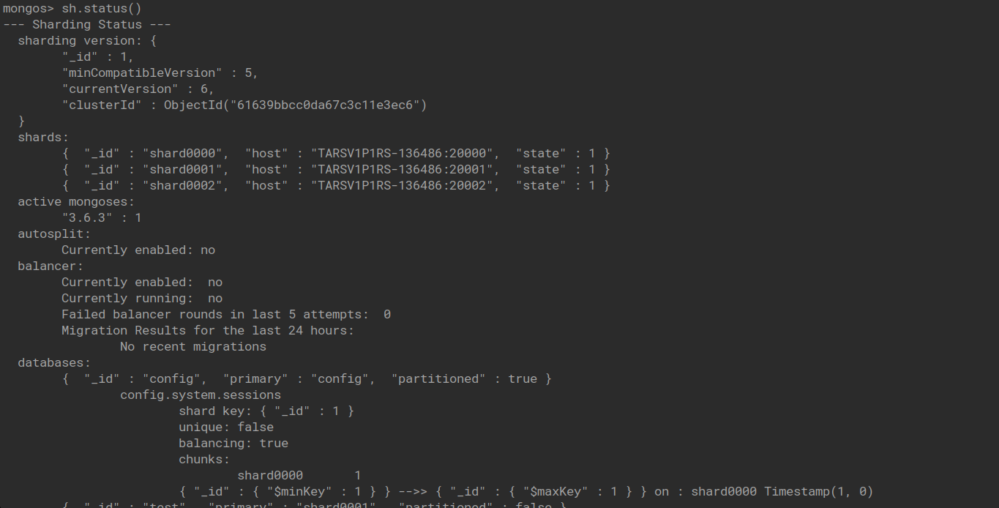 mongos> sh.status()
--- Sharding Status ---
  sharding version: {
        "_id" : 1,
        "minCompatibleVersion" : 5,
        "currentVersion" : 6,
        "clusterId" : ObjectId("61639bbcc0da67c3c11e3ec6")
  }
  shards:
        {  "_id" : "shard0000",  "host" : "TARSV1P1RS-136486:20000",  "state" : 1 }
        {  "_id" : "shard0001",  "host" : "TARSV1P1RS-136486:20001",  "state" : 1 }
        {  "_id" : "shard0002",  "host" : "TARSV1P1RS-136486:20002",  "state" : 1 }
  active mongoses:
        "3.6.3" : 1
  autosplit:
        Currently enabled: no
  balancer:
        Currently enabled:  no
        Currently running:  no
        Failed balancer rounds in last 5 attempts:  0
        Migration Results for the last 24 hours:
                No recent migrations
  databases:
        {  "_id" : "config",  "primary" : "config",  "partitioned" : true }
                config.system.sessions
                        shard key: { "_id" : 1 }
                        unique: false
                        balancing: true
                        chunks:
                                shard0000       1
                        { "_id" : { "$minKey" : 1 } } -->> { "_id" : { "$maxKey" : 1 } } on : shard0000 Timestamp(1, 0)
        {  "_id" : "test",  "primary" : "shard0001",  "partitioned" : false }